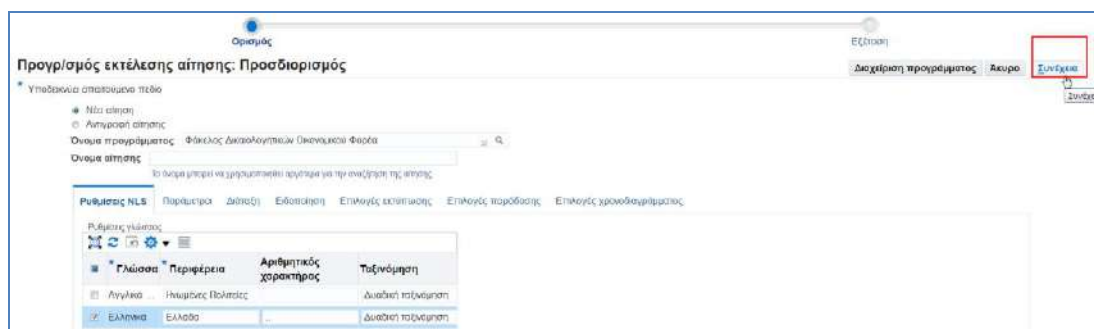 Ορισμός
Εξέταση
Προγρ/σμός εκτέλεσης αίτησης: Προσδιορισμός
Διαχείριση προγράμματος Άκυρο Συνέχεια
* Υποδεικνύει απαιτούμενο πεδίο
Συνέχε
Νέα αίτηση
Αντιγραφή αίτησης
Όνομα προγράμματος Φάκελος Δικαιολογητικών Οικονομικού Φορέα
Όνομα αίτησης
Το όνομα μπορεί να χρησιμοποιηθεί αργότερα για την αναζήτηση της αίτησης.
Ρυθμίσεις NLS Παράμετροι Διάταξη Ειδοποίηση Επιλογές εκτύπωσης Επιλογές παράδοσης Επιλογές χρονοδιαγράμματος
Ρυθμίσεις γλώσσας
* Γλώσσα * Περιφέρεια Αριθμητικός χαρακτήρας Ταξινόμηση
Αγγλικά ... Ηνωμένες Πολιτείες Δυαδική ταξινόμηση
Ελληνικά Ελλάδα ... Δυαδική ταξινόμηση